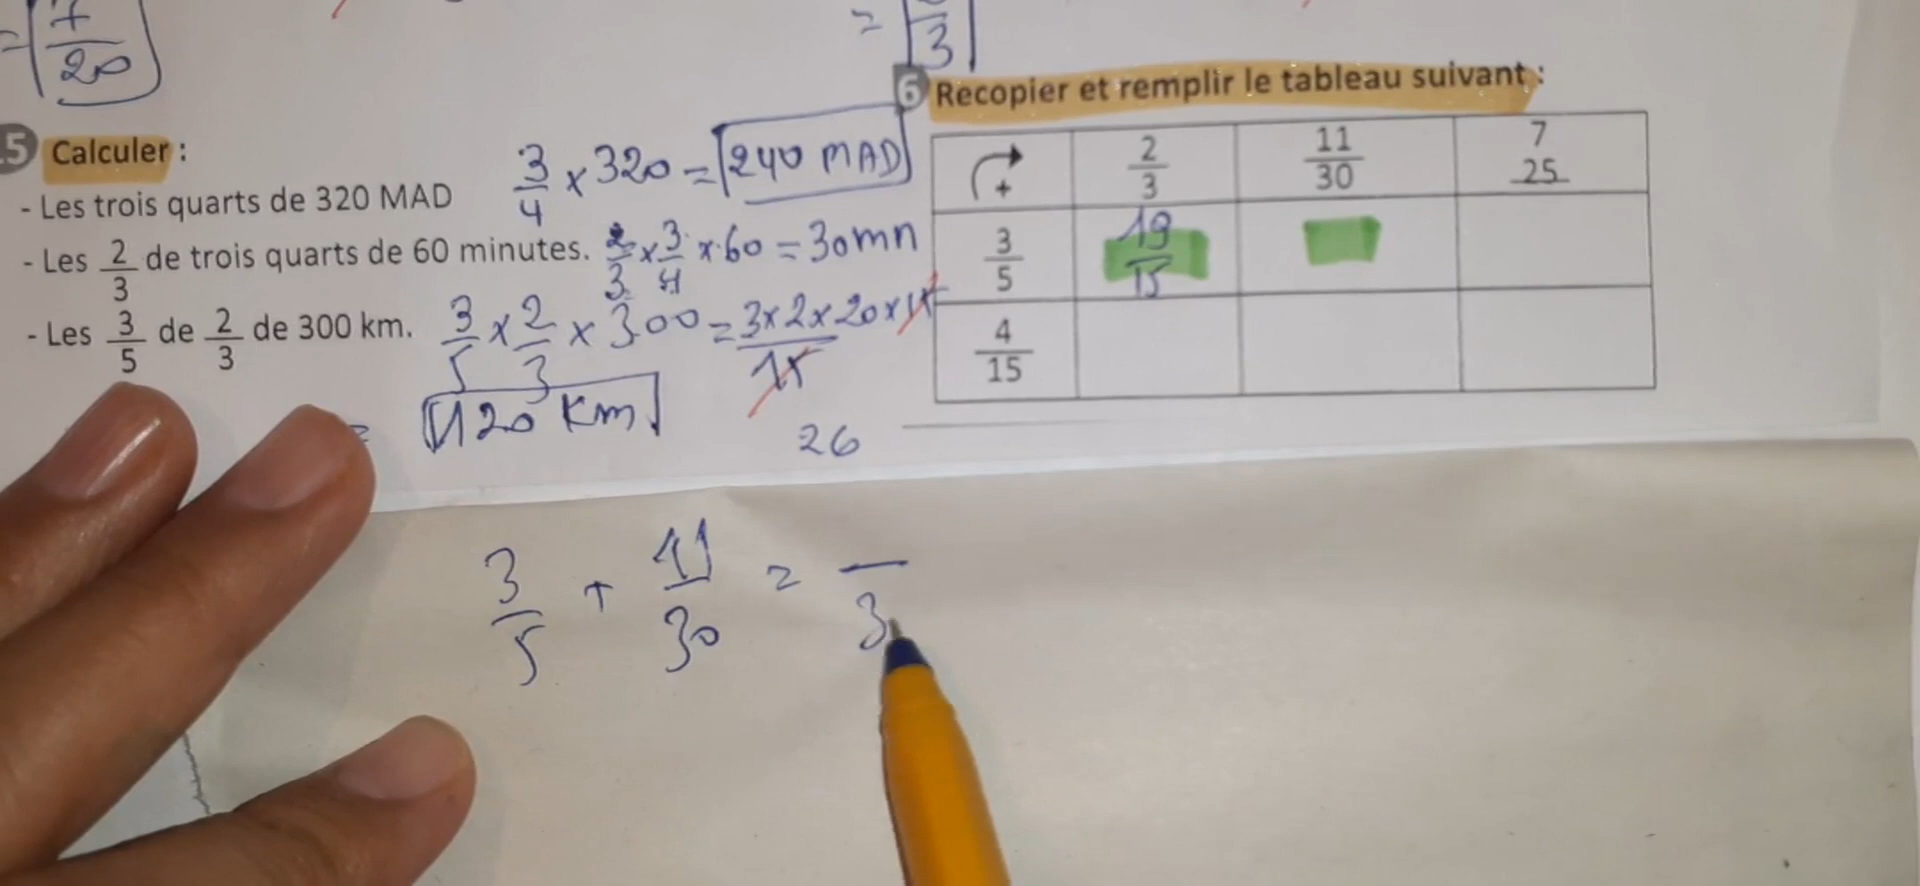 = 7/20
= /3
5 Calculer :
- Les trois quarts de 320 MAD 3/4 x 320 = 240 MAD
- Les 2/3 de trois quarts de 60 minutes. 2/3 x 3/4 x 60 = 30mn
- Les 3/5 de 2/3 de 300 km. 3/5 x 2/3 x 300 = 3x2x20x15/15
= 120 Km
26
6 Recopier et remplir le tableau suivant :
+ 2/3 11/30 7/25
3/5 19/15
4/15
3/5 + 11/30 = /3